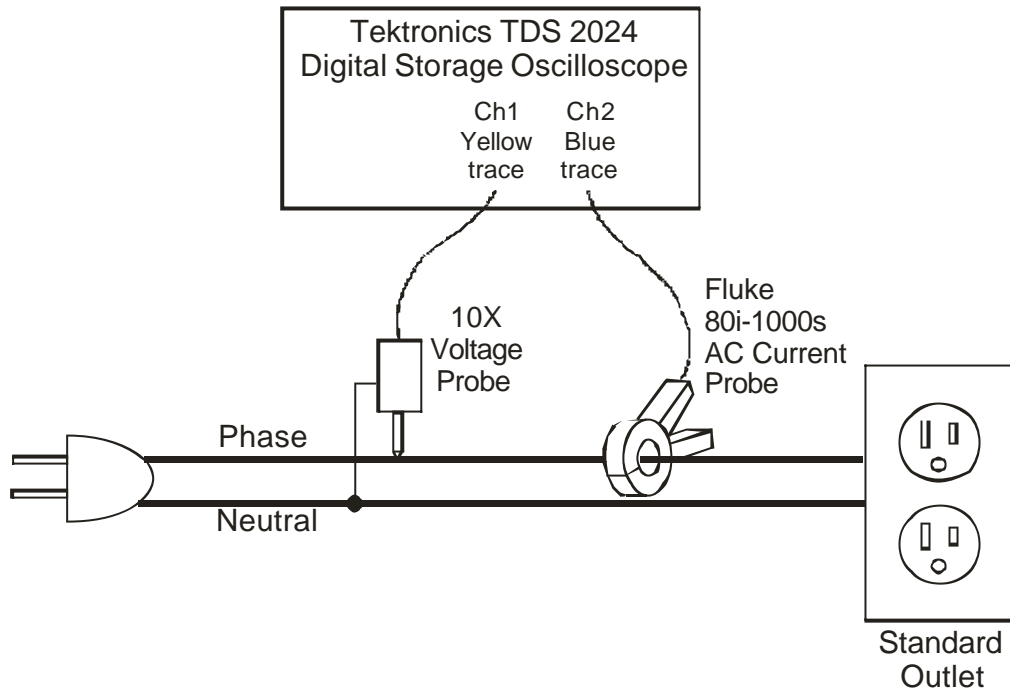 Tektronics TDS 2024
Digital Storage Oscilloscope
Ch1
Yellow
trace
Ch2
Blue
trace
10X
Voltage
Probe
Fluke
80i-1000s
AC Current
Probe
Phase
Neutral
Standard
Outlet